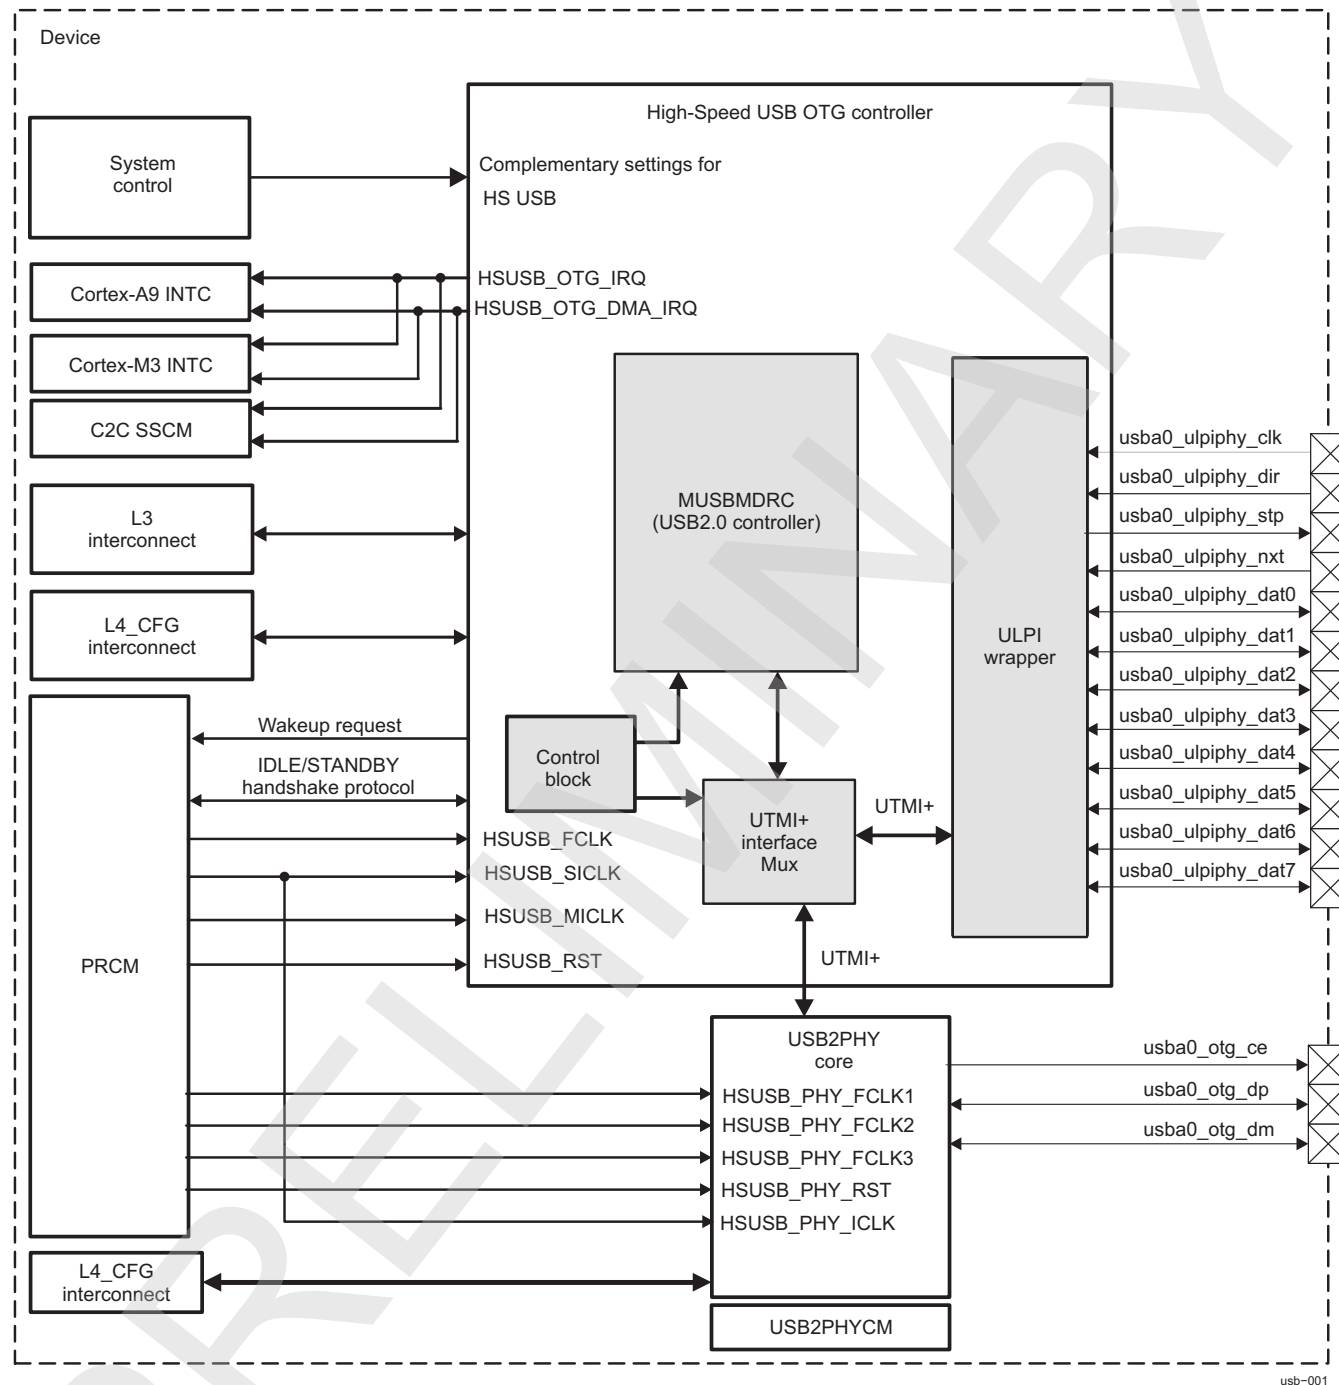 Device
High-Speed USB OTG controller
System
control
Complementary settings for
HS USB
Cortex-A9 INTC
HSUSB_OTG_IRQ
HSUSB_OTG_DMA_IRQ
Cortex-M3 INTC
C2C SSCM
L3
interconnect
L4_CFG
interconnect
MUSBMDRC
(USB2.0 controller)
ULPI
wrapper
usba0_ulpiphy_clk
usba0_ulpiphy_dir
usba0_ulpiphy_stp
usba0_ulpiphy_nxt
usba0_ulpiphy_dat0
usba0_ulpiphy_dat1
usba0_ulpiphy_dat2
usba0_ulpiphy_dat3
usba0_ulpiphy_dat4
usba0_ulpiphy_dat5
usba0_ulpiphy_dat6
usba0_ulpiphy_dat7
Wakeup request
IDLE/STANDBY
handshake protocol
Control
block
UTMI+
interface
Mux
UTMI+
HSUSB_FCLK
HSUSB_SICLK
HSUSB_MICLK
HSUSB_RST
PRCM
UTMI+
USB2PHY
core
HSUSB_PHY_FCLK1
HSUSB_PHY_FCLK2
HSUSB_PHY_FCLK3
HSUSB_PHY_RST
HSUSB_PHY_ICLK
usba0_otg_ce
usba0_otg_dp
usba0_otg_dm
L4_CFG
interconnect
USB2PHYCM
usb−001
PRELIMINARY